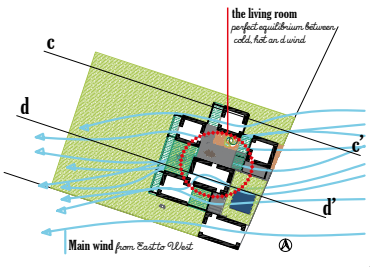 the living room
perfect equilibrium between
cold, hot and wind
c
d
c'
d'
Main wind from East to West
A